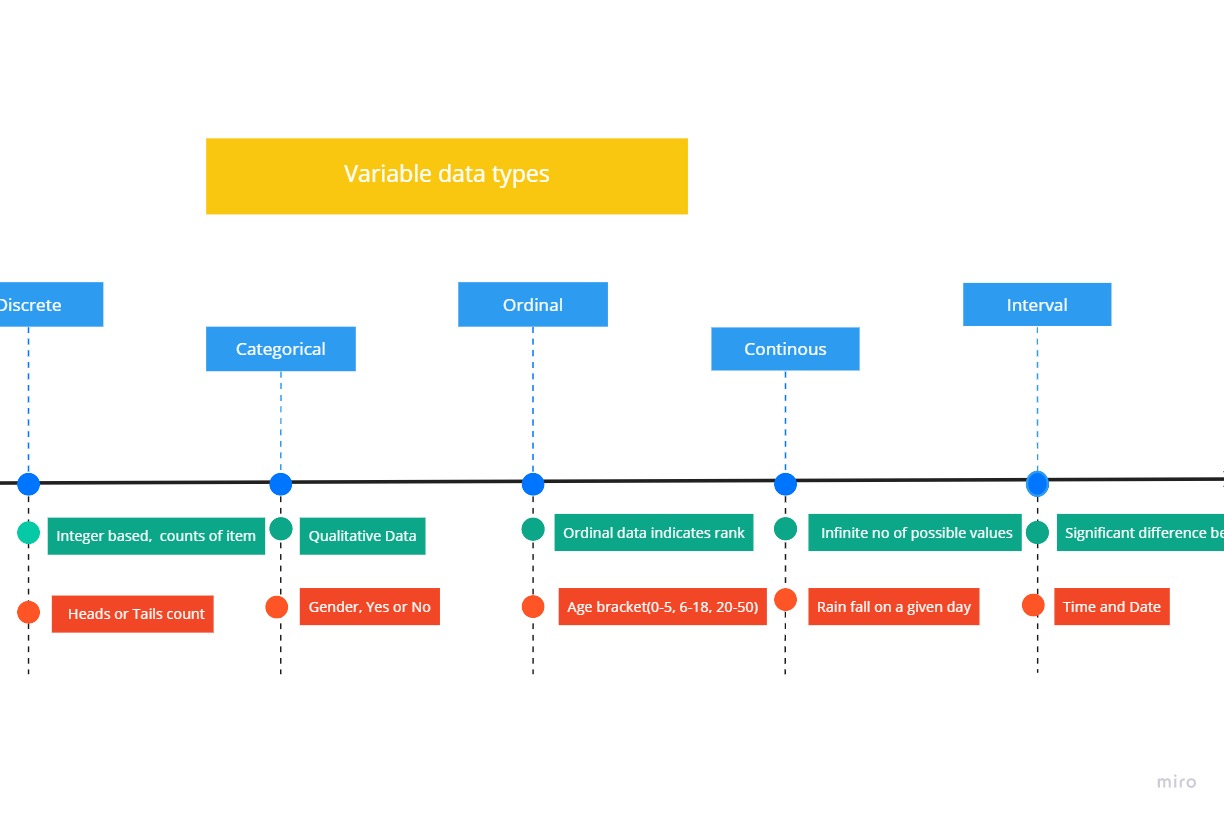 Variable data types
Discrete
Ordinal
Interval
Categorical
Continous
Integer based, counts of item
Qualitative Data
Ordinal data indicates rank
Infinite no of possible values
Significant difference be
Heads or Tails count
Gender, Yes or No
Age bracket(0-5, 6-18, 20-50)
Rain fall on a given day
Time and Date
miro